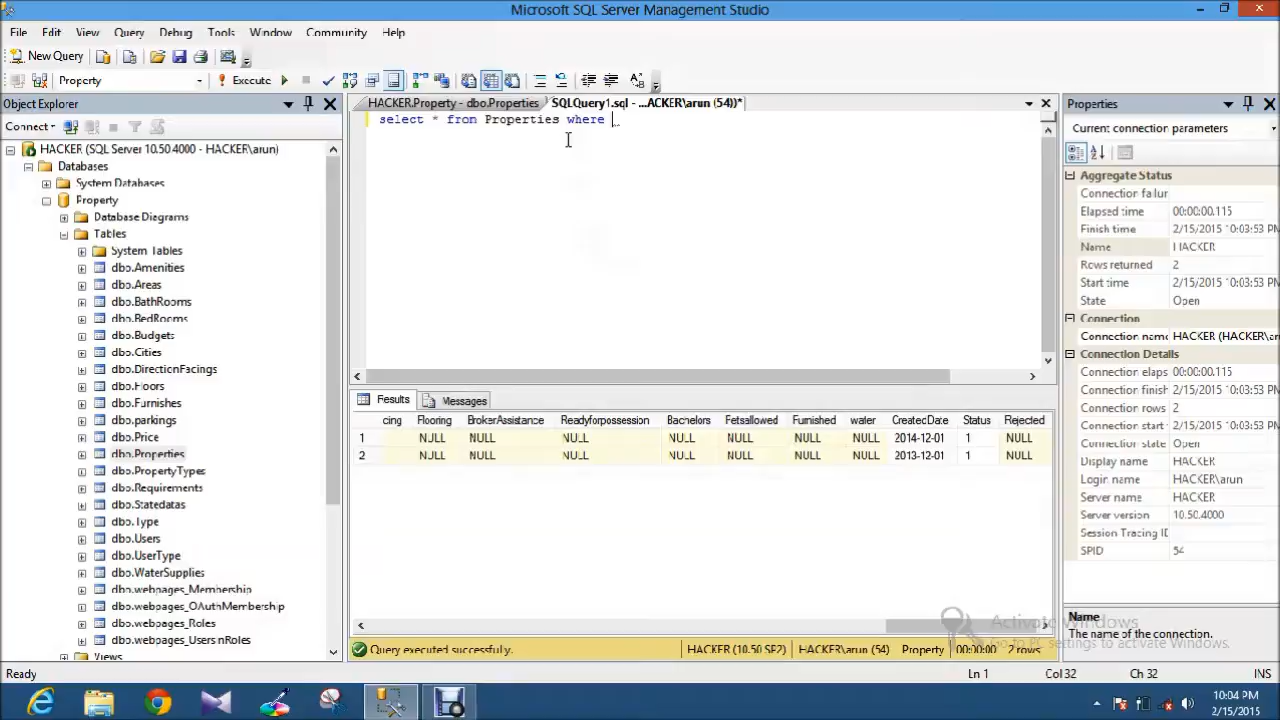 Microsoft SQL Server Management Studio
File Edit View Query Debug Tools Window Community Help
New Query
Property Execute
Object Explorer
Connect
HACKER (SQL Server 10.50.4000 - HACKER\arun)
Databases
System Databases
Property
Database Diagrams
Tables
System Tables
dbo.Amenities
dbo.Areas
dbo.BathRooms
dbo.BedRooms
dbo.Budgets
dbo.Cities
dbo.DirectionFacings
dbo.Floors
dbo.Furnishes
dbo.parkings
dbo.Price
dbo.Properties
dbo.PropertyTypes
dbo.Requirements
dbo.Statedatas
dbo.Type
dbo.Users
dbo.UserType
dbo.WaterSupplies
dbo.webpages_Membership
dbo.webpages_OAuthMembership
dbo.webpages_Roles
dbo.webpages_UsersInRoles
Views
HACKER.Property - dbo.Properties SQLQuery1.sql - ...ACKER\arun (54))*
select * from Properties where
Results Messages
cing Flooring BrokerAssistance Readyforpossession Bachelors Petsallowed Furnished water CreatedDate Status Rejected
1 NULL NULL NULL NULL NULL NULL NULL 2014-12-01 1 NULL
2 NULL NULL NULL NULL NULL NULL NULL 2013-12-01 1 NULL
Query executed successfully. HACKER (10.50 SP2) HACKER\arun (54) Property 00:00:00 2 rows
Properties
Current connection parameters
Aggregate Status
Connection failur
Elapsed time 00:00:00.115
Finish time 2/15/2015 10:03:53 P
Name HACKER
Rows returned 2
Start time 2/15/2015 10:03:53 P
State Open
Connection
Connection name HACKER (HACKER\ar
Connection Details
Connection elaps 00:00:00.115
Connection finish 2/15/2015 10:03:53 P
Connection rows 2
Connection start 2/15/2015 10:03:53 P
Connection state Open
Display name HACKER
Login name HACKER\arun
Server name HACKER
Server version 10.50.4000
Session Tracing ID
SPID 54
Name
The name of the connection.
Activate Windows
Go to PC settings to activate Windows.
Ready Ln 1 Col 32 Ch 32 INS
10:04 PM
2/15/2015